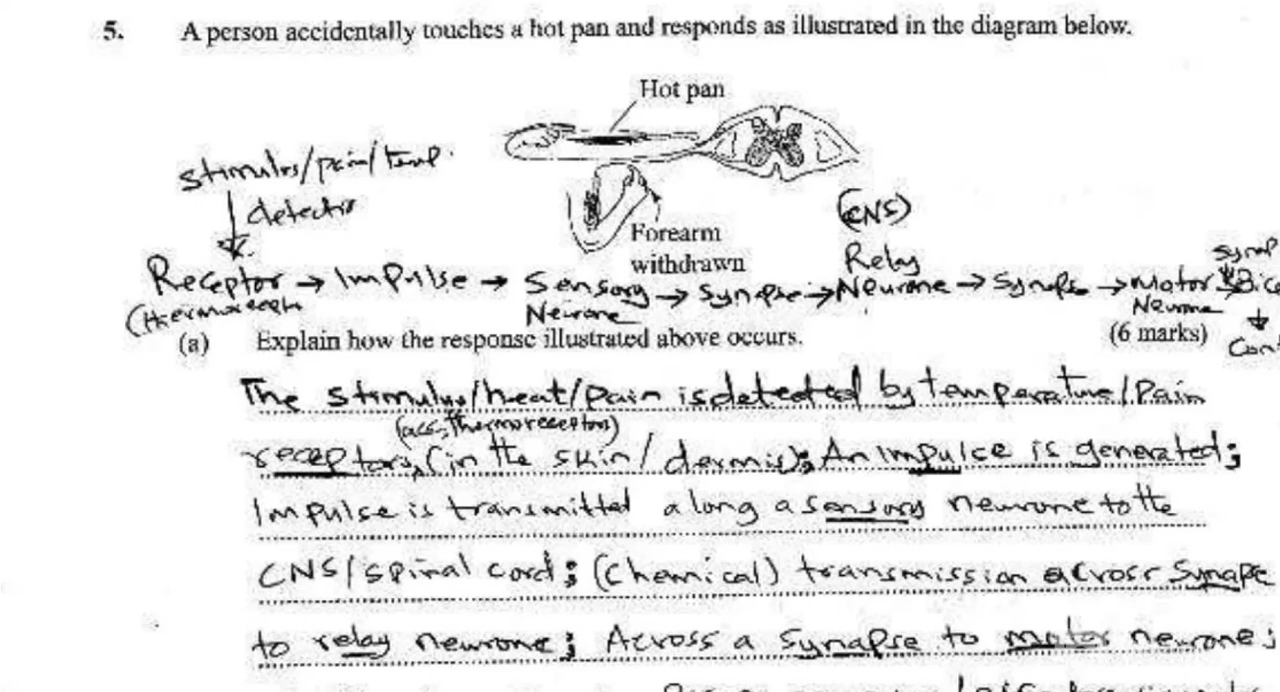 5. A person accidentally touches a hot pan and responds as illustrated in the diagram below.
Hot pan
stimulus/pain/temp.
detectio
(CNS)
Forearm
withdrawn
Relay
Receptor → Impulse → Sensory → Synapse → Neurone → Synaps → Motor
Neurone
Neurone
(a) Explain how the response illustrated above occurs. (6 marks)
The stimulus/heat/pain is detected by temperature/pain
(acc; Thermoreceptors)
receptors, (in the skin/dermis); An Impulse is generated;
Impulse is transmitted along a sensory neurone to the
CNS/spinal cord; (Chemical) transmission across Synapse
to relay neurone; Across a synapse to motor neurone;